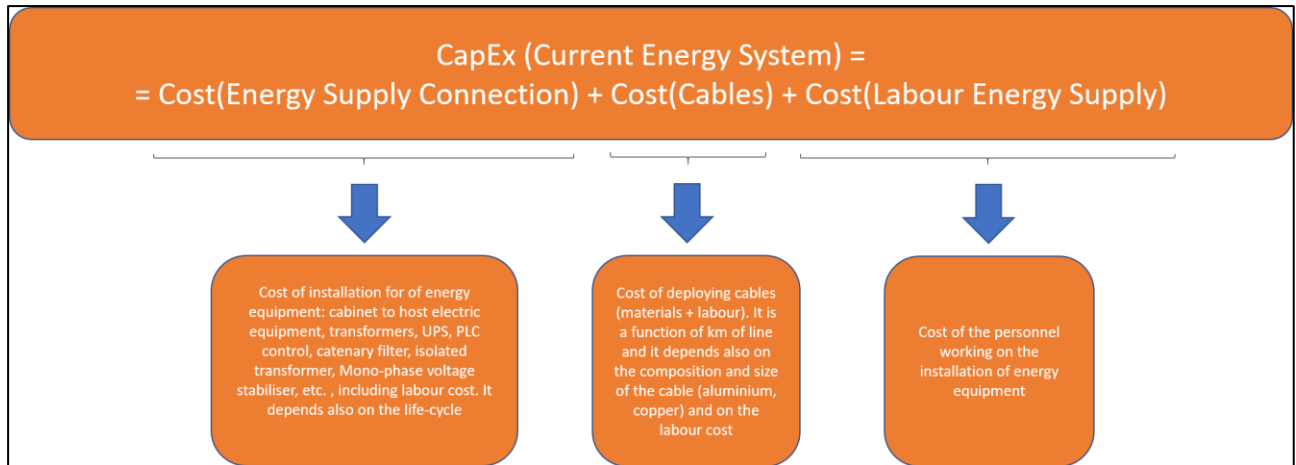 CapEx (Current Energy System) =
= Cost(Energy Supply Connection) + Cost(Cables) + Cost(Labour Energy Supply)
Cost of installation for of energy
equipment: cabinet to host electric
equipment, transformers, UPS, PLC
control, catenary filter, isolated
transformer, Mono-phase voltage
stabiliser, etc. , including labour cost. It
depends also on the life-cycle
Cost of deploying cables
(materials + labour). It is
a function of km of line
and it depends also on
the composition and size
of the cable (aluminium,
copper) and on the
labour cost
Cost of the personnel
working on the
installation of energy
equipment